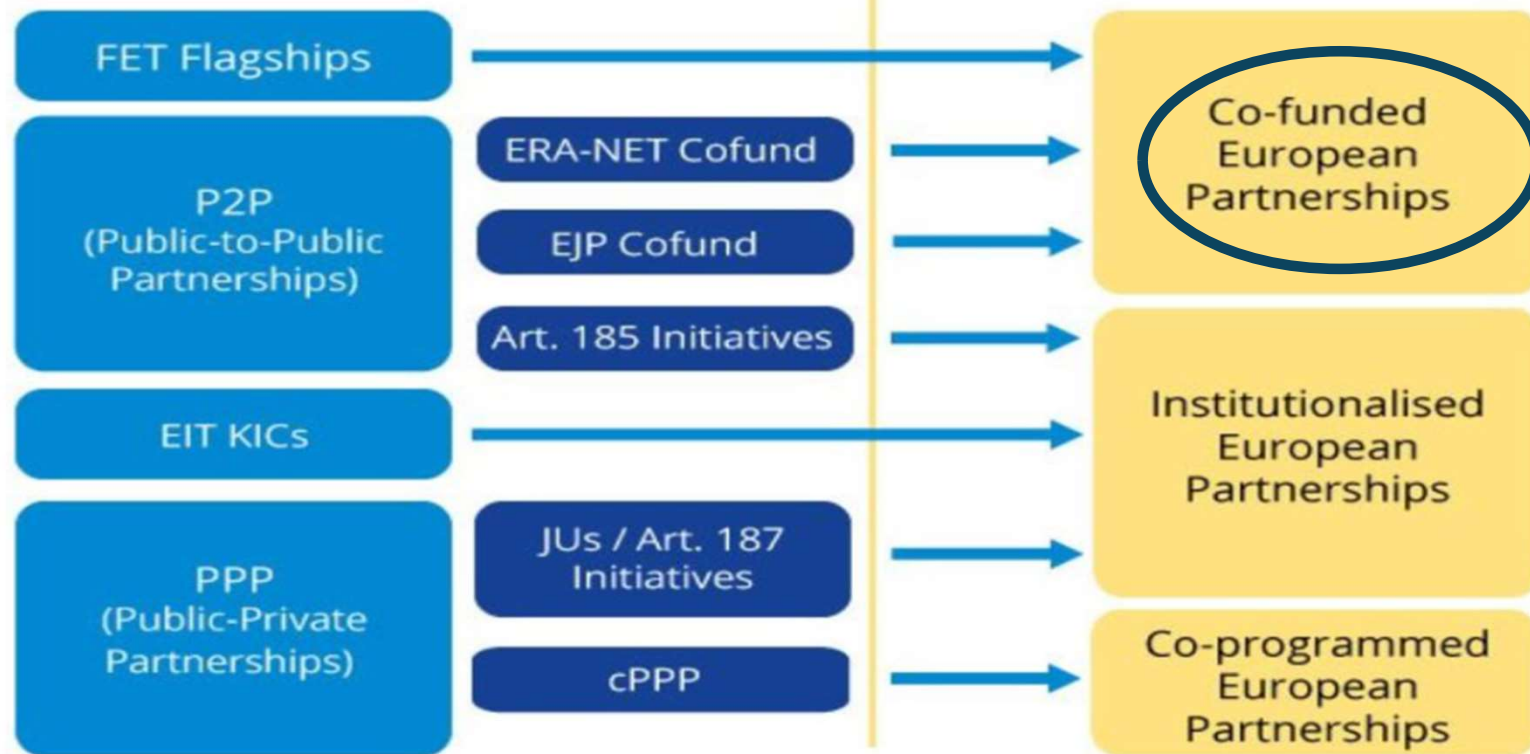 FET Flagships
P2P
(Public-to-Public
Partnerships)
EIT KICs
PPP
(Public-Private
Partnerships)
ERA-NET Cofund
EJP Cofund
Art. 185 Initiatives
JUs / Art. 187
Initiatives
cPPP
Co-funded
European
Partnerships
Institutionalised
European
Partnerships
Co-programmed
European
Partnerships